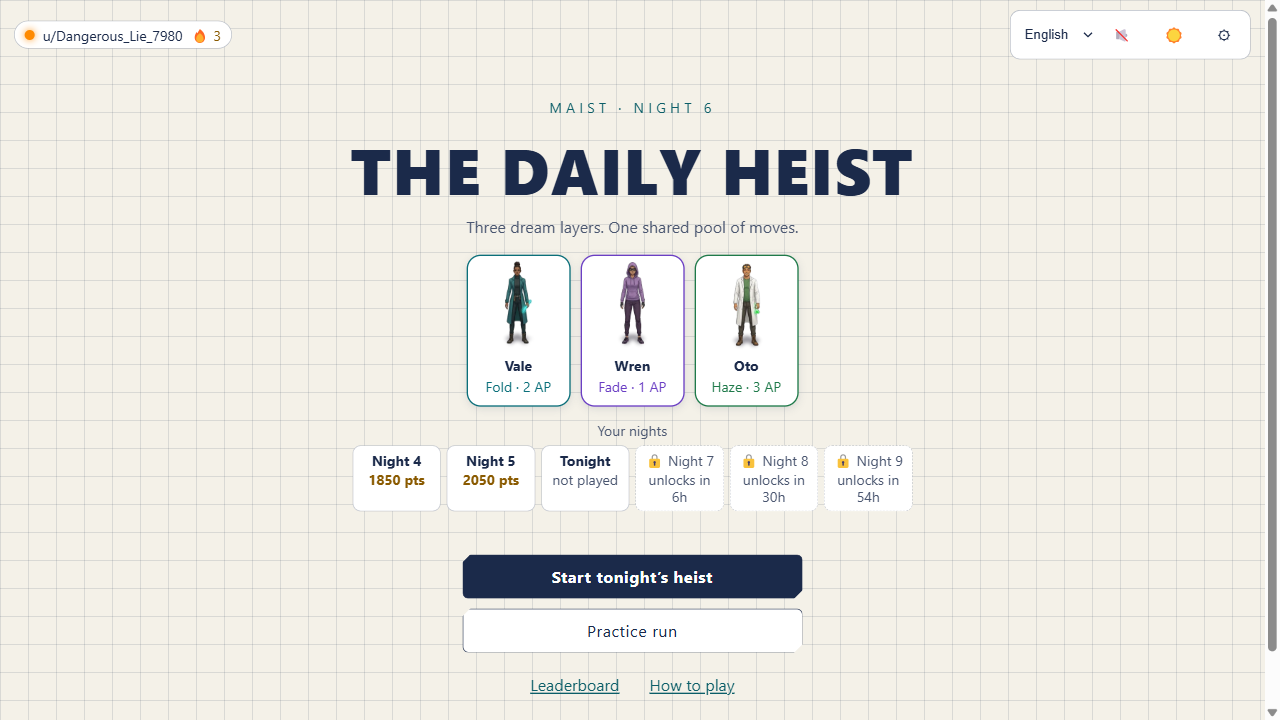 u/Dangerous_Lie_7980 🔥 3
English
MAIST · NIGHT 6
THE DAILY HEIST
Three dream layers. One shared pool of moves.
Vale
Fold · 2 AP
Wren
Fade · 1 AP
Oto
Haze · 3 AP
Your nights
Night 4
1850 pts
Night 5
2050 pts
Tonight
not played
🔒 Night 7
unlocks in
6h
🔒 Night 8
unlocks in
30h
🔒 Night 9
unlocks in
54h
Start tonight's heist
Practice run
Leaderboard
How to play